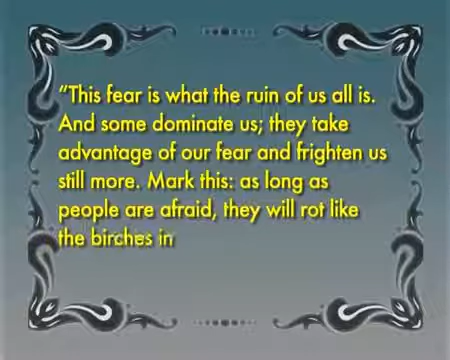 “This fear is what the ruin of us all is.
And some dominate us; they take
advantage of our fear and frighten us
still more. Mark this: as long as
people are afraid, they will rot like
the birches in